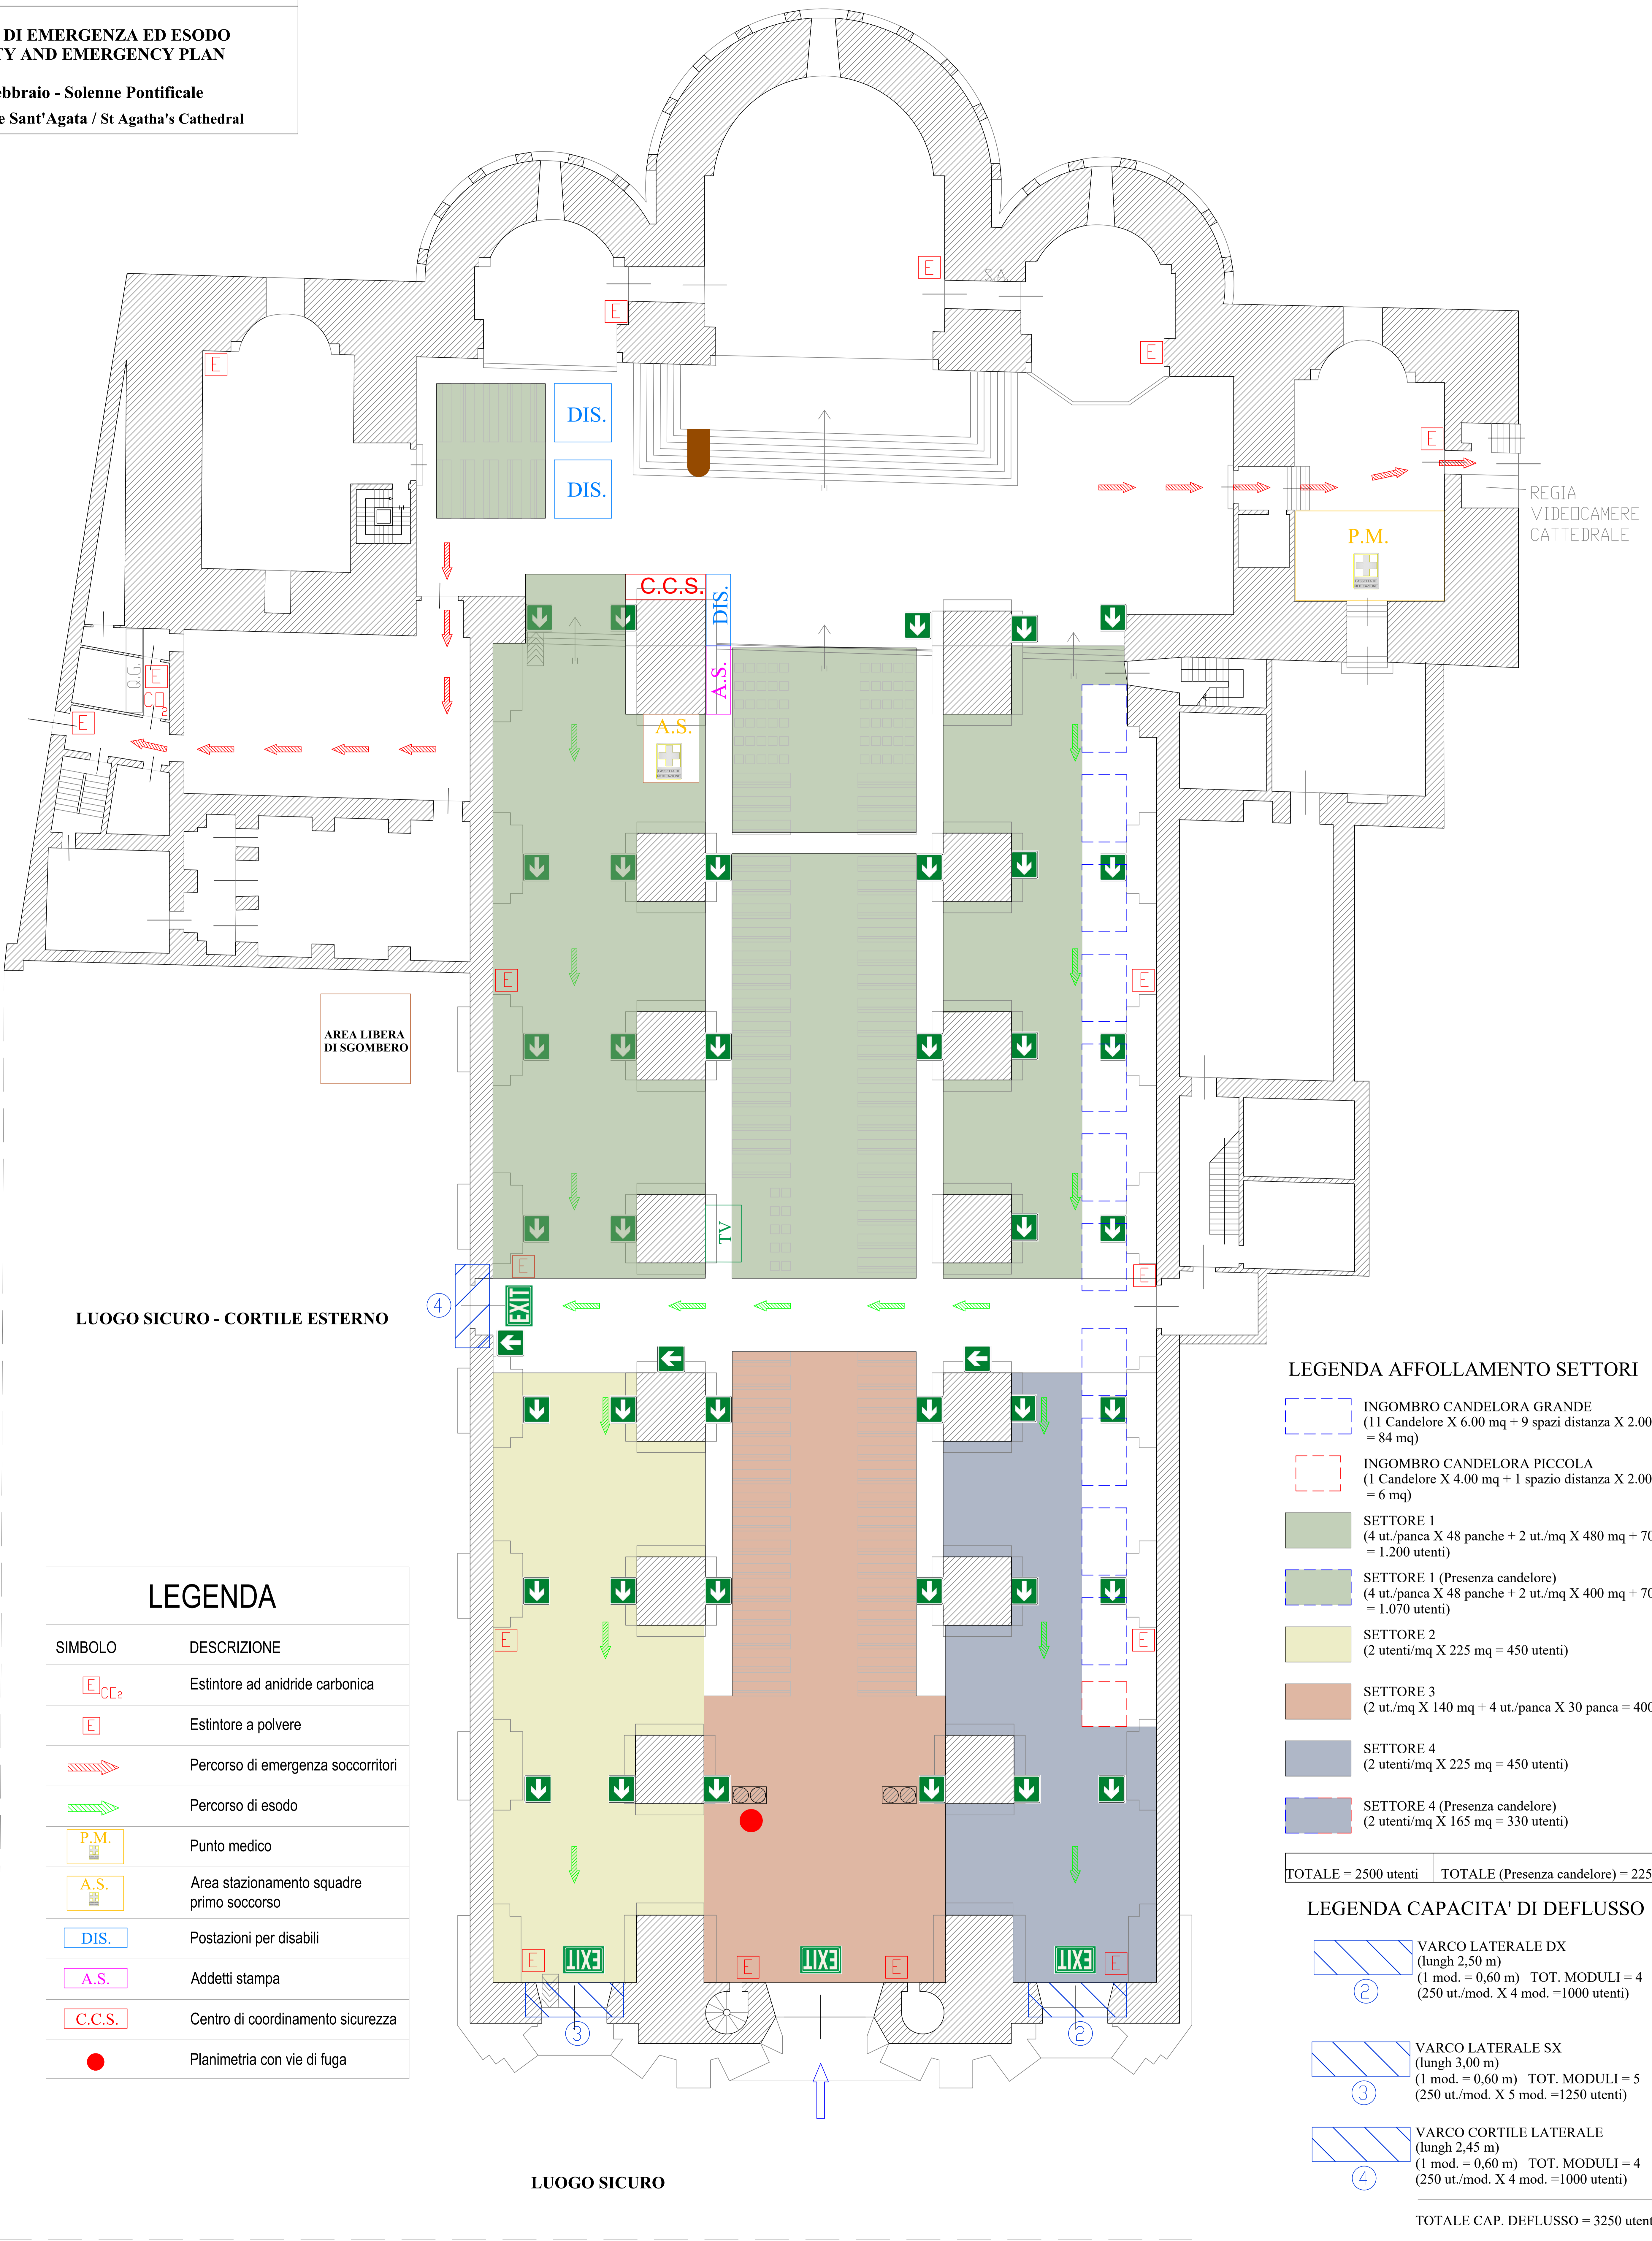 DI EMERGENZA ED ESODO
TY AND EMERGENCY PLAN
ebbraio - Solenne Pontificale
e Sant'Agata / St Agatha's Cathedral
E
S.A.
E
E
E
E
DIS.
DIS.
REGIA
VIDEOCAMERE
CATTEDRALE
P.M.
CASSETTA DI
MEDICAZIONE
C.C.S.
DIS.
A.S.
A.S.
CASSETTA DI
MEDICAZIONE
Q.G.
E
CO2
E
E
E
AREA LIBERA
DI SGOMBERO
TV
E
E
4
EXIT
LUOGO SICURO - CORTILE ESTERNO
E
E
E
EXIT
E
EXIT
E
EXIT
E
3
2
LUOGO SICURO
LEGENDA
SIMBOLO DESCRIZIONE
E CO2 Estintore ad anidride carbonica
E Estintore a polvere
Percorso di emergenza soccorritori
Percorso di esodo
P.M. Punto medico
A.S. Area stazionamento squadre
primo soccorso
DIS. Postazioni per disabili
A.S. Addetti stampa
C.C.S. Centro di coordinamento sicurezza
Planimetria con vie di fuga
LEGENDA AFFOLLAMENTO SETTORI
INGOMBRO CANDELORA GRANDE
(11 Candelore X 6.00 mq + 9 spazi distanza X 2.00
= 84 mq)
INGOMBRO CANDELORA PICCOLA
(1 Candelore X 4.00 mq + 1 spazio distanza X 2.00
= 6 mq)
SETTORE 1
(4 ut./panca X 48 panche + 2 ut./mq X 480 mq + 70
= 1.200 utenti)
SETTORE 1 (Presenza candelore)
(4 ut./panca X 48 panche + 2 ut./mq X 400 mq + 70
= 1.070 utenti)
SETTORE 2
(2 utenti/mq X 225 mq = 450 utenti)
SETTORE 3
(2 ut./mq X 140 mq + 4 ut./panca X 30 panca = 400
SETTORE 4
(2 utenti/mq X 225 mq = 450 utenti)
SETTORE 4 (Presenza candelore)
(2 utenti/mq X 165 mq = 330 utenti)
TOTALE = 2500 utenti TOTALE (Presenza candelore) = 225
LEGENDA CAPACITA' DI DEFLUSSO
VARCO LATERALE DX
(lungh 2,50 m)
(1 mod. = 0,60 m) TOT. MODULI = 4
2 (250 ut./mod. X 4 mod. =1000 utenti)
VARCO LATERALE SX
(lungh 3,00 m)
(1 mod. = 0,60 m) TOT. MODULI = 5
3 (250 ut./mod. X 5 mod. =1250 utenti)
VARCO CORTILE LATERALE
(lungh 2,45 m)
(1 mod. = 0,60 m) TOT. MODULI = 4
4 (250 ut./mod. X 4 mod. =1000 utenti)
TOTALE CAP. DEFLUSSO = 3250 utent